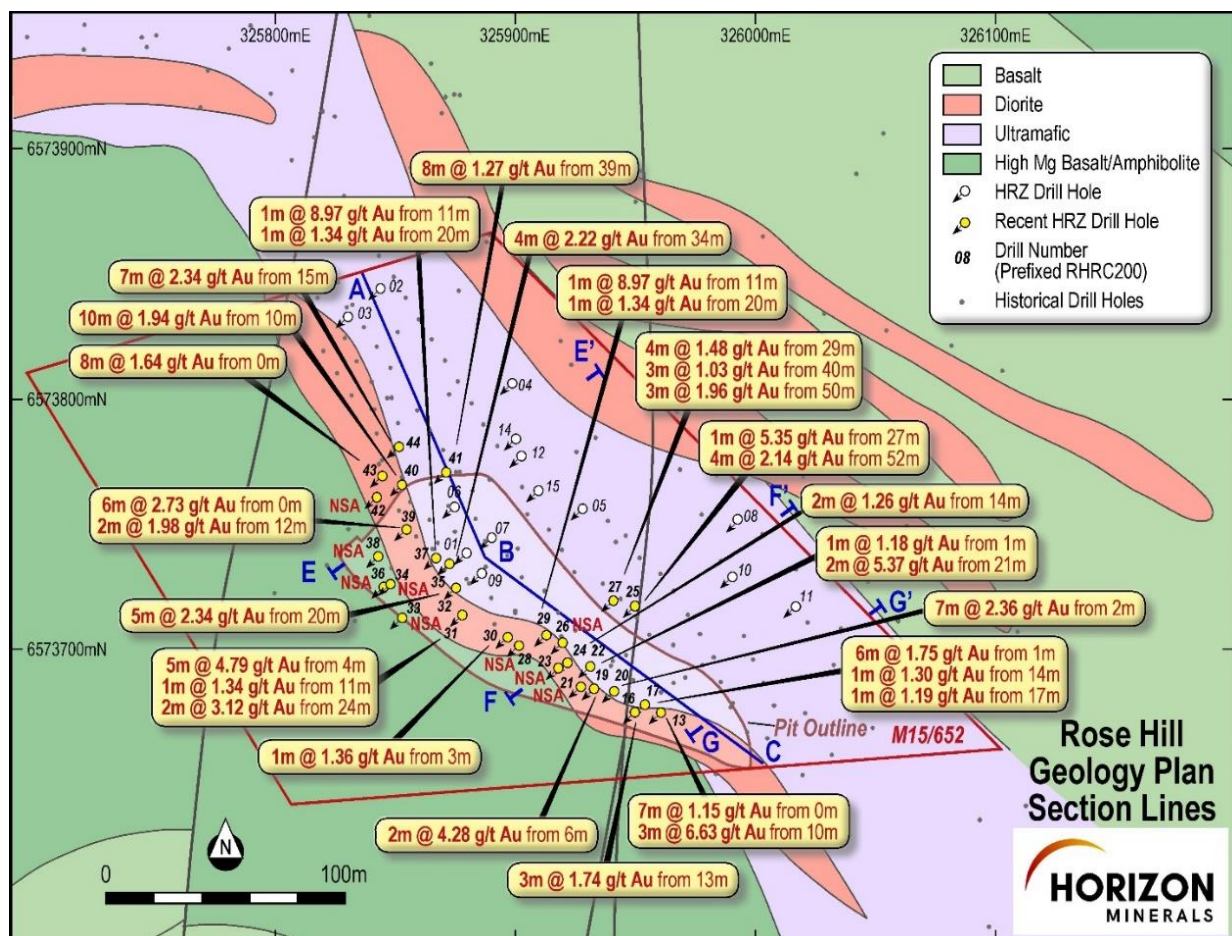 325800mE
325900mE
326000mE
326100mE
Basalt
Diorite
Ultramafic
High Mg Basalt/Amphibolite
HRZ Drill Hole
Recent HRZ Drill Hole
08
Drill Number
(Prefixed RHRC200)
Historical Drill Holes
6573900mN
6573800mN
6573700mN
8m @ 1.27 g/t Au from 39m
1m @ 8.97 g/t Au from 11m
1m @ 1.34 g/t Au from 20m
4m @ 2.22 g/t Au from 34m
7m @ 2.34 g/t Au from 15m
1m @ 8.97 g/t Au from 11m
1m @ 1.34 g/t Au from 20m
10m @ 1.94 g/t Au from 10m
4m @ 1.48 g/t Au from 29m
3m @ 1.03 g/t Au from 40m
3m @ 1.96 g/t Au from 50m
8m @ 1.64 g/t Au from 0m
1m @ 5.35 g/t Au from 27m
4m @ 2.14 g/t Au from 52m
6m @ 2.73 g/t Au from 0m
2m @ 1.98 g/t Au from 12m
2m @ 1.26 g/t Au from 14m
1m @ 1.18 g/t Au from 1m
2m @ 5.37 g/t Au from 21m
5m @ 2.34 g/t Au from 20m
7m @ 2.36 g/t Au from 2m
5m @ 4.79 g/t Au from 4m
1m @ 1.34 g/t Au from 11m
2m @ 3.12 g/t Au from 24m
6m @ 1.75 g/t Au from 1m
1m @ 1.30 g/t Au from 14m
1m @ 1.19 g/t Au from 17m
1m @ 1.36 g/t Au from 3m
7m @ 1.15 g/t Au from 0m
3m @ 6.63 g/t Au from 10m
2m @ 4.28 g/t Au from 6m
3m @ 1.74 g/t Au from 13m
A
02
03
E'
04
14
12
44
41
43
40
15
06
05
NSA
42
F'
08
39
07
38
NSA
37
01
B
E
10
36
34
NSA
NSA
35
09
G'
33
32
NSA
27
25
11
31
30
29
26
NSA
28
NSA
23
24
22
NSA
21
19
20
NSA
F
16
17
13
G
C
Pit Outline
M15/652
Rose Hill
Geology Plan
Section Lines
N
0
100m
HORIZON
MINERALS